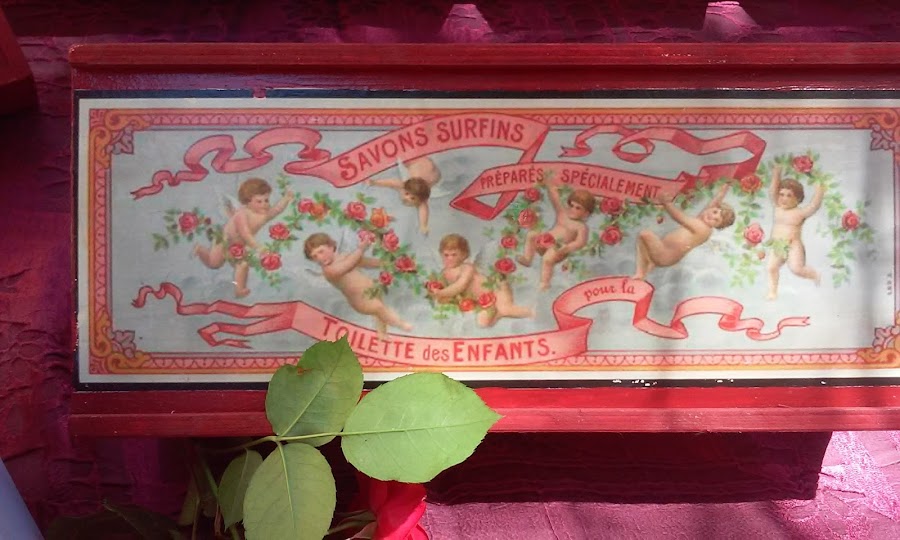 SAVONS SURFINS
PRÉPARÉS SPÉCIALEMENT
pour la
TOILETTE des ENFANTS.